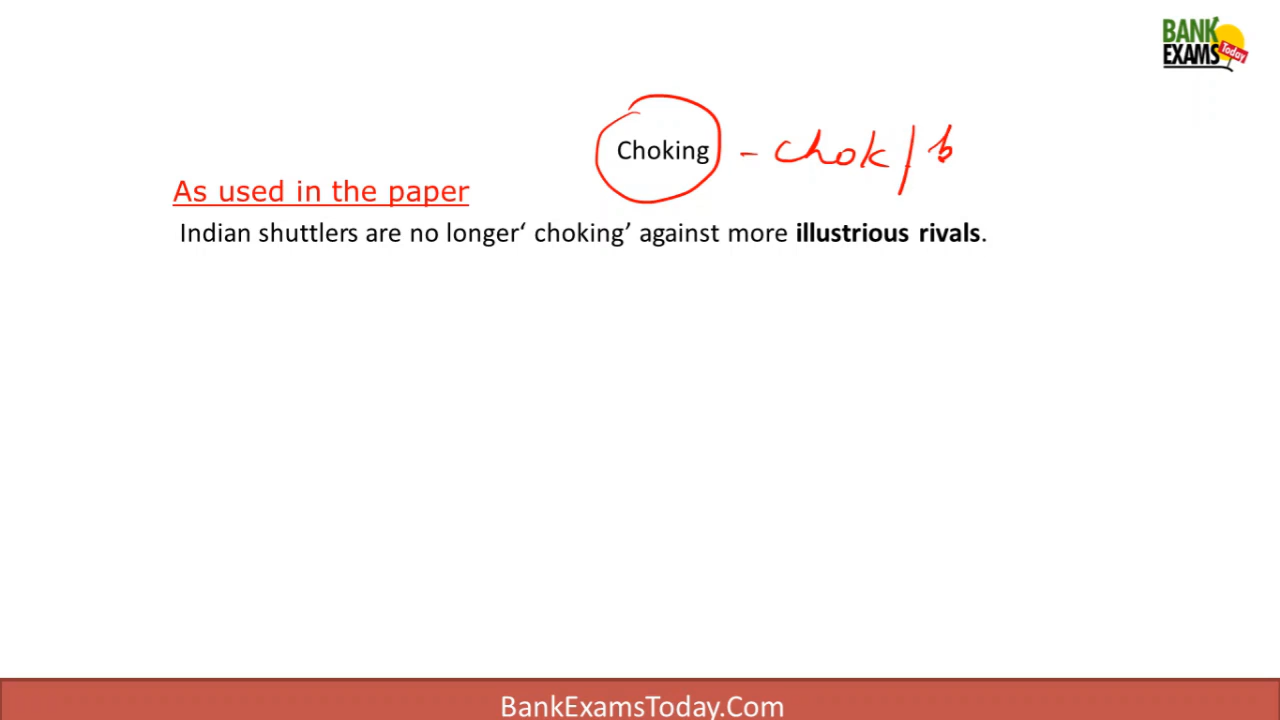 BANK
EXAMS
Today
Choking - chok / b
As used in the paper
Indian shuttlers are no longer‘ choking’ against more illustrious rivals.
BankExamsToday.Com